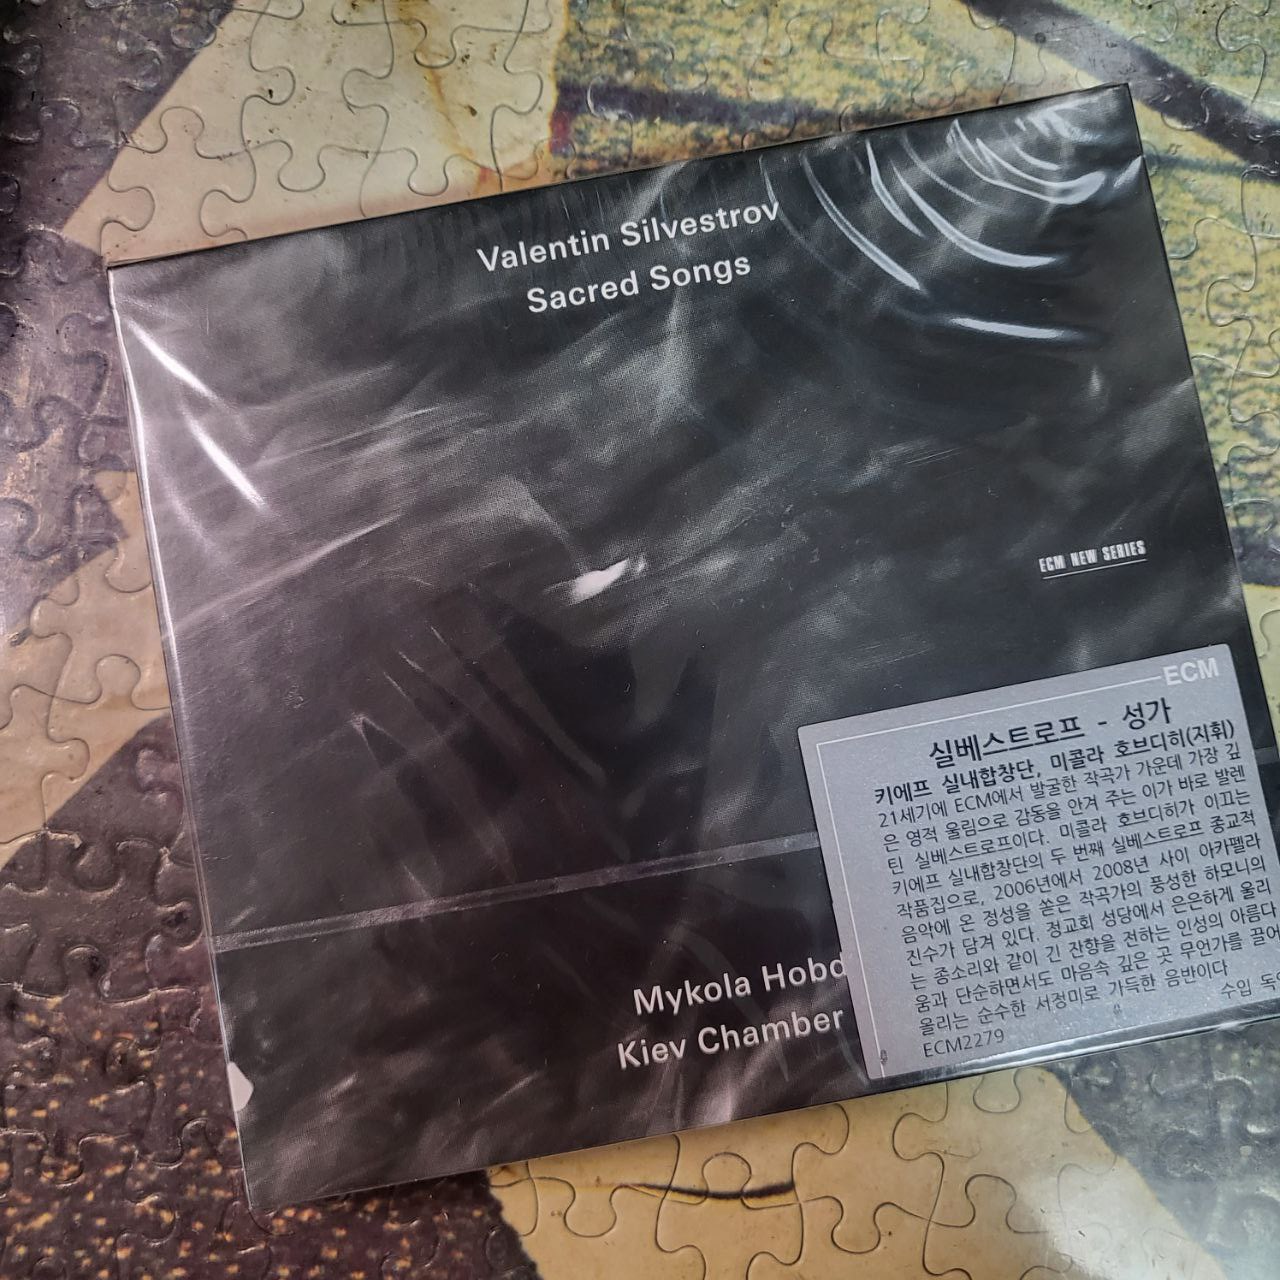 Valentin Silvestrov
Sacred Songs
ECM NEW SERIES
Mykola Hobd
Kiev Chamber
ECM
실베스트로프 - 성가
키에프 실내합창단, 미콜라 호브디히(지휘)
21세기에 ECM에서 발굴한 작곡가 가운데 가장 깊
은 영적 울림으로 감동을 안겨 주는 이가 바로 발렌
틴 실베스트로프이다. 미콜라 호브디히가 이끄는
키에프 실내합창단의 두 번째 실베스트로프 종교적
작품집으로, 2006년에서 2008년 사이 아카펠라
음악에 온 정성을 쏟은 작곡가의 풍성한 하모니의
진수가 담겨 있다. 정교회 성당에서 은은하게 울리
는 종소리와 같이 긴 잔향을 전하는 인성의 아름다
움과 단순하면서도 마음속 깊은 곳 무언가를 끌어
올리는 순수한 서정미로 가득한 음반이다
수입 독
ECM2279